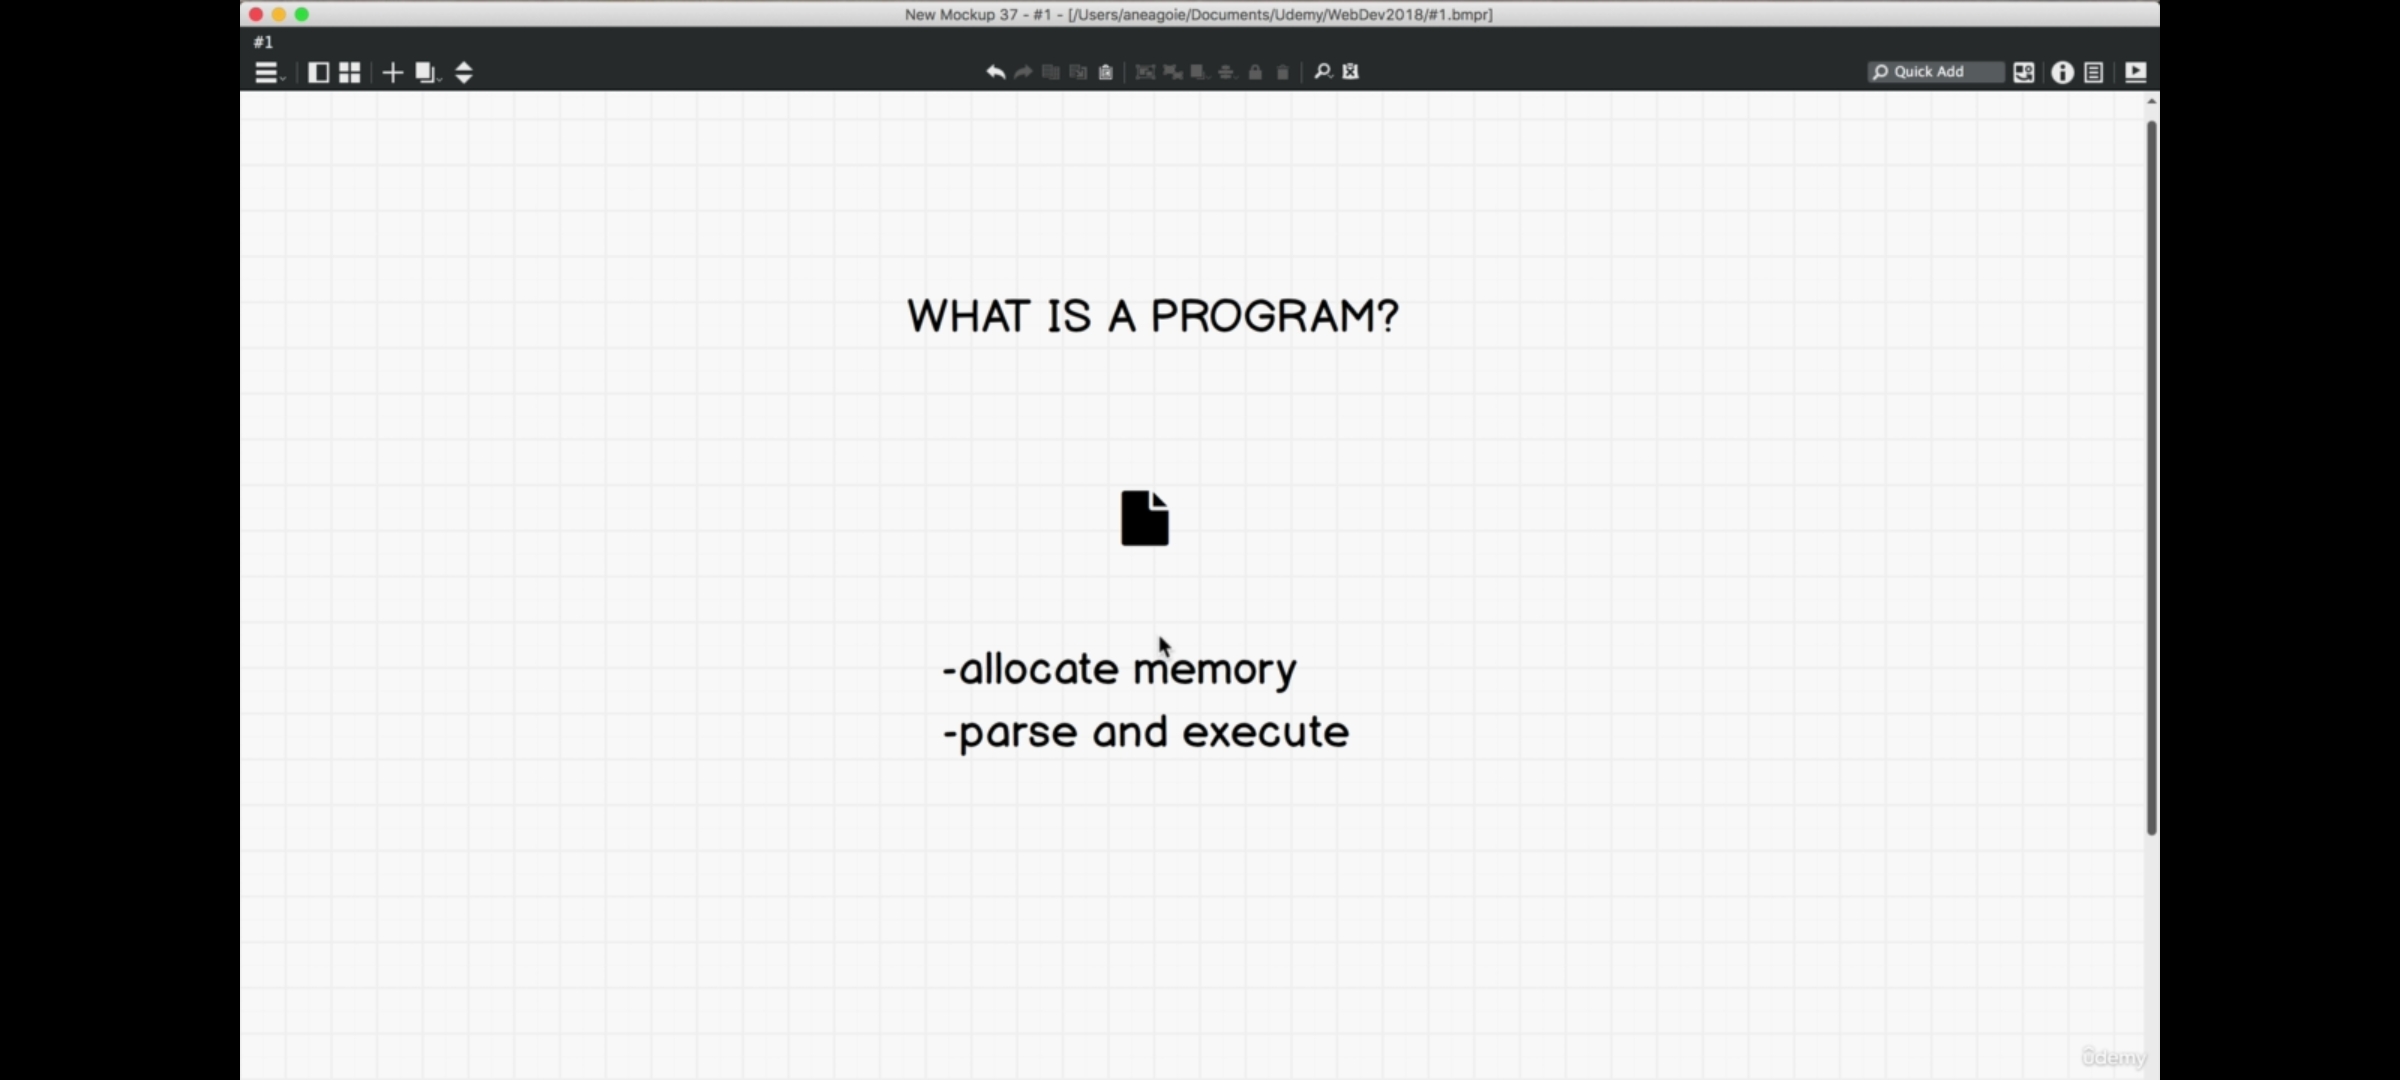 New Mockup 37 - #1 - [/Users/aneagoie/Documents/Udemy/WebDev2018/#1.bmpr]
#1
Quick Add
WHAT IS A PROGRAM?
-allocate memory
-parse and execute
ûdemy